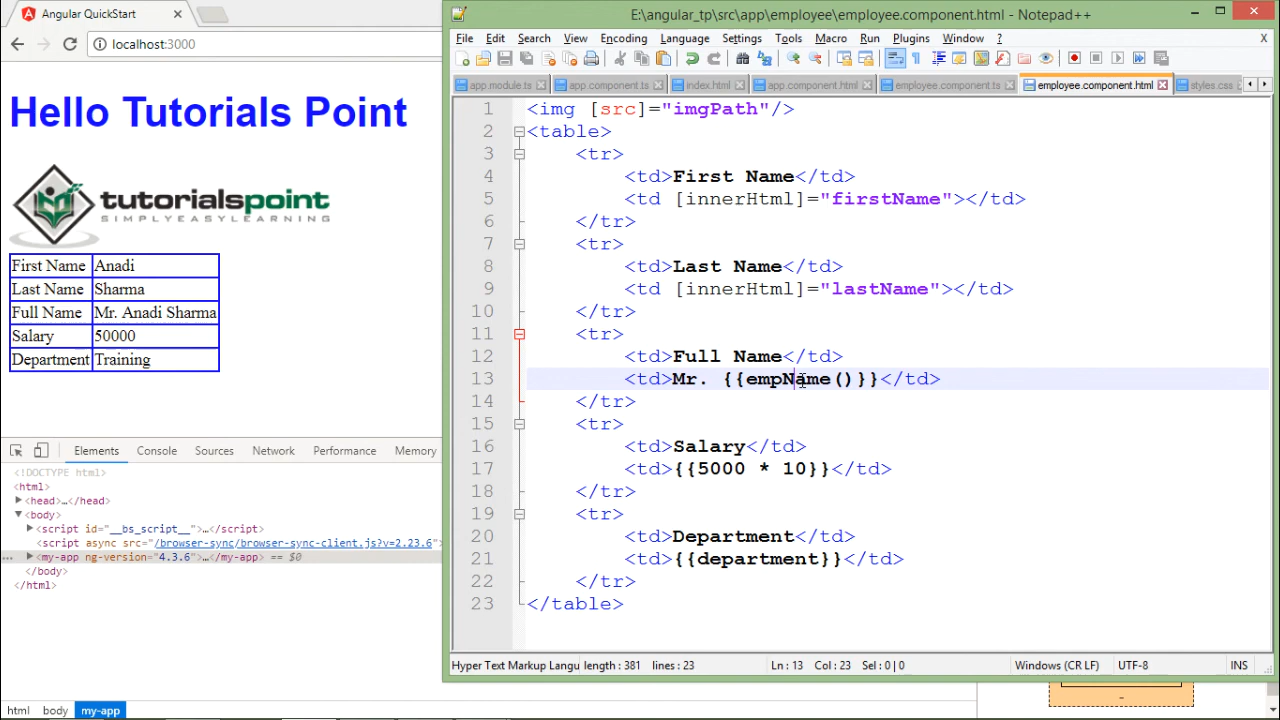 Angular QuickStart
localhost:3000
Hello Tutorials Point
tutorialspoint
SIMPLYEASYLEARNING
First Name Anadi
Last Name Sharma
Full Name Mr. Anadi Sharma
Salary 50000
Department Training
Elements Console Sources Network Performance Memory
<!DOCTYPE html>
<html>
<head>…</head>
<body>
<script id="__bs_script__">…</script>
<script async src="/browser-sync/browser-sync-client.js?v=2.23.6"
… <my-app ng-version="4.3.6">…</my-app> == $0
</body>
</html>
html body my-app
E:\angular_tp\src\app\employee\employee.component.html - Notepad++
File Edit Search View Encoding Language Settings Tools Macro Run Plugins Window ? X
app.module.ts app.component.ts index.html app.component.html employee.component.ts employee.component.html styles.css
1 <img [src]="imgPath"/>
2 <table>
3 <tr>
4 <td>First Name</td>
5 <td [innerHtml]="firstName"></td>
6 </tr>
7 <tr>
8 <td>Last Name</td>
9 <td [innerHtml]="lastName"></td>
10 </tr>
11 <tr>
12 <td>Full Name</td>
13 <td>Mr. {{empName()}}</td>
14 </tr>
15 <tr>
16 <td>Salary</td>
17 <td>{{5000 * 10}}</td>
18 </tr>
19 <tr>
20 <td>Department</td>
21 <td>{{department}}</td>
22 </tr>
23 </table>
Hyper Text Markup Langu length : 381 lines : 23 Ln : 13 Col : 23 Sel : 0 | 0 Windows (CR LF) UTF-8 INS
-